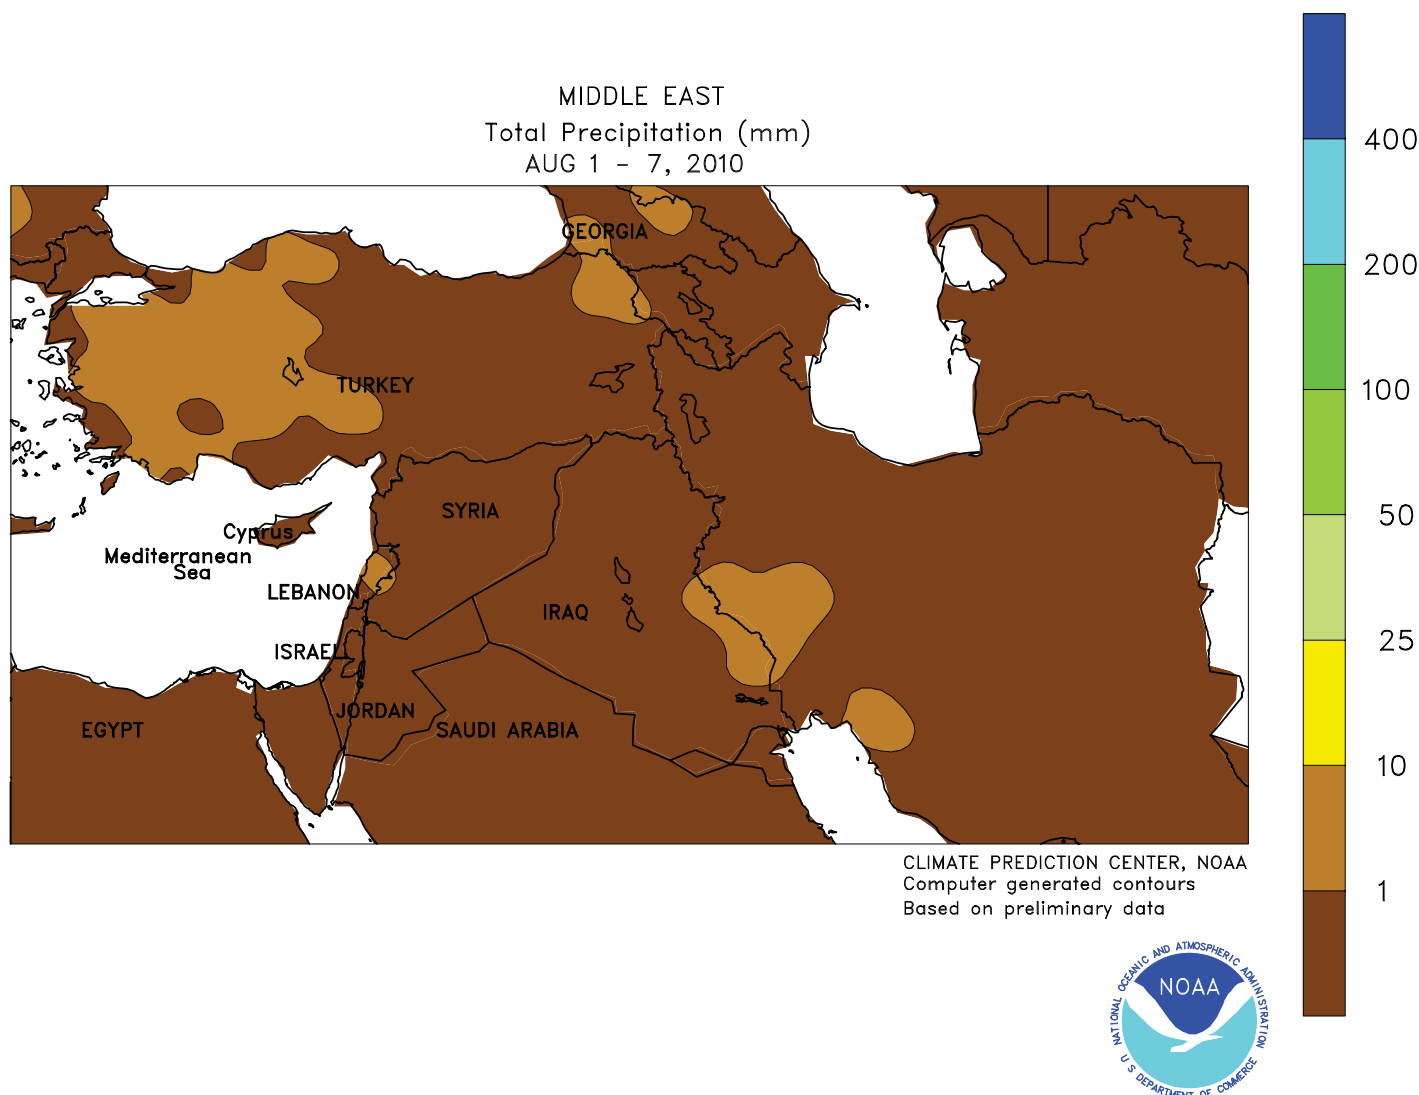 MIDDLE EAST
Total Precipitation (mm)
AUG 1 - 7, 2010
400
200
100
50
25
10
1
GEORGIA
TURKEY
SYRIA
Cyprus
Mediterranean
Sea
LEBANON
IRAQ
ISRAEL
JORDAN
EGYPT
SAUDI ARABIA
CLIMATE PREDICTION CENTER, NOAA
Computer generated contours
Based on preliminary data
NATIONAL OCEANIC AND ATMOSPHERIC ADMINISTRATION
NOAA
U S DEPARTMENT OF COMMERCE